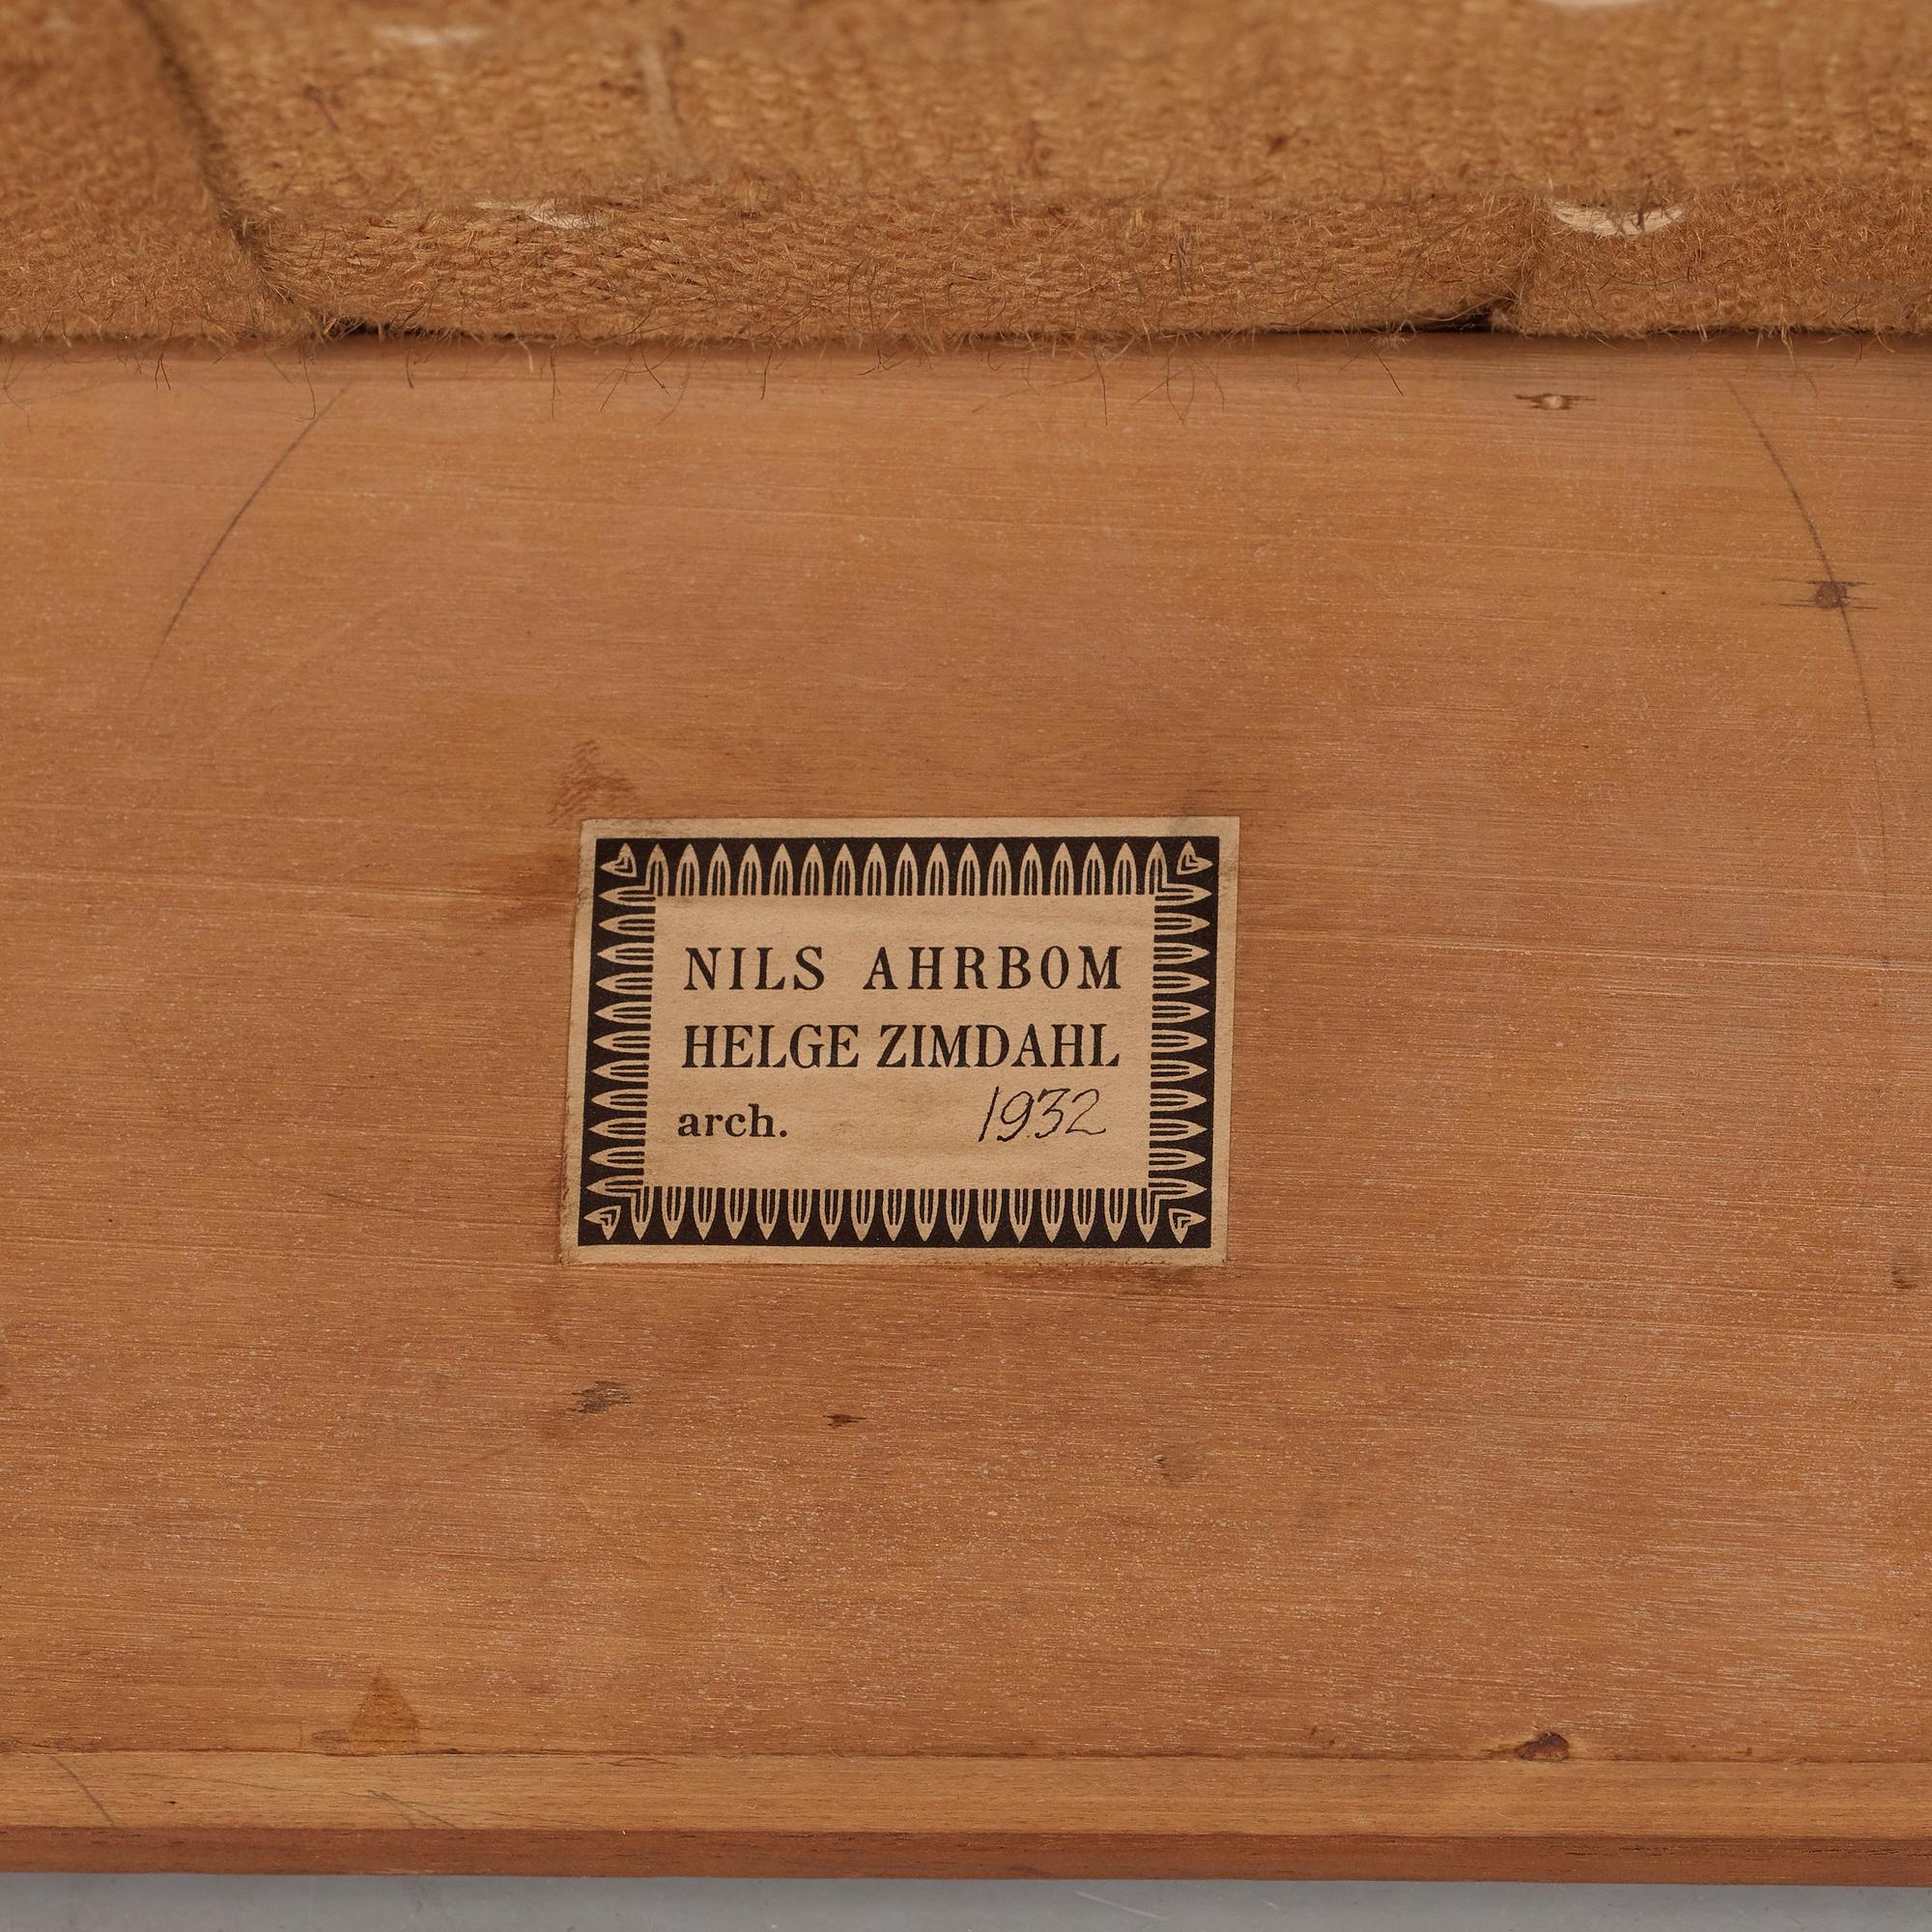 NILS AHRBOM
HELGE ZIMDAHL
arch. 1932